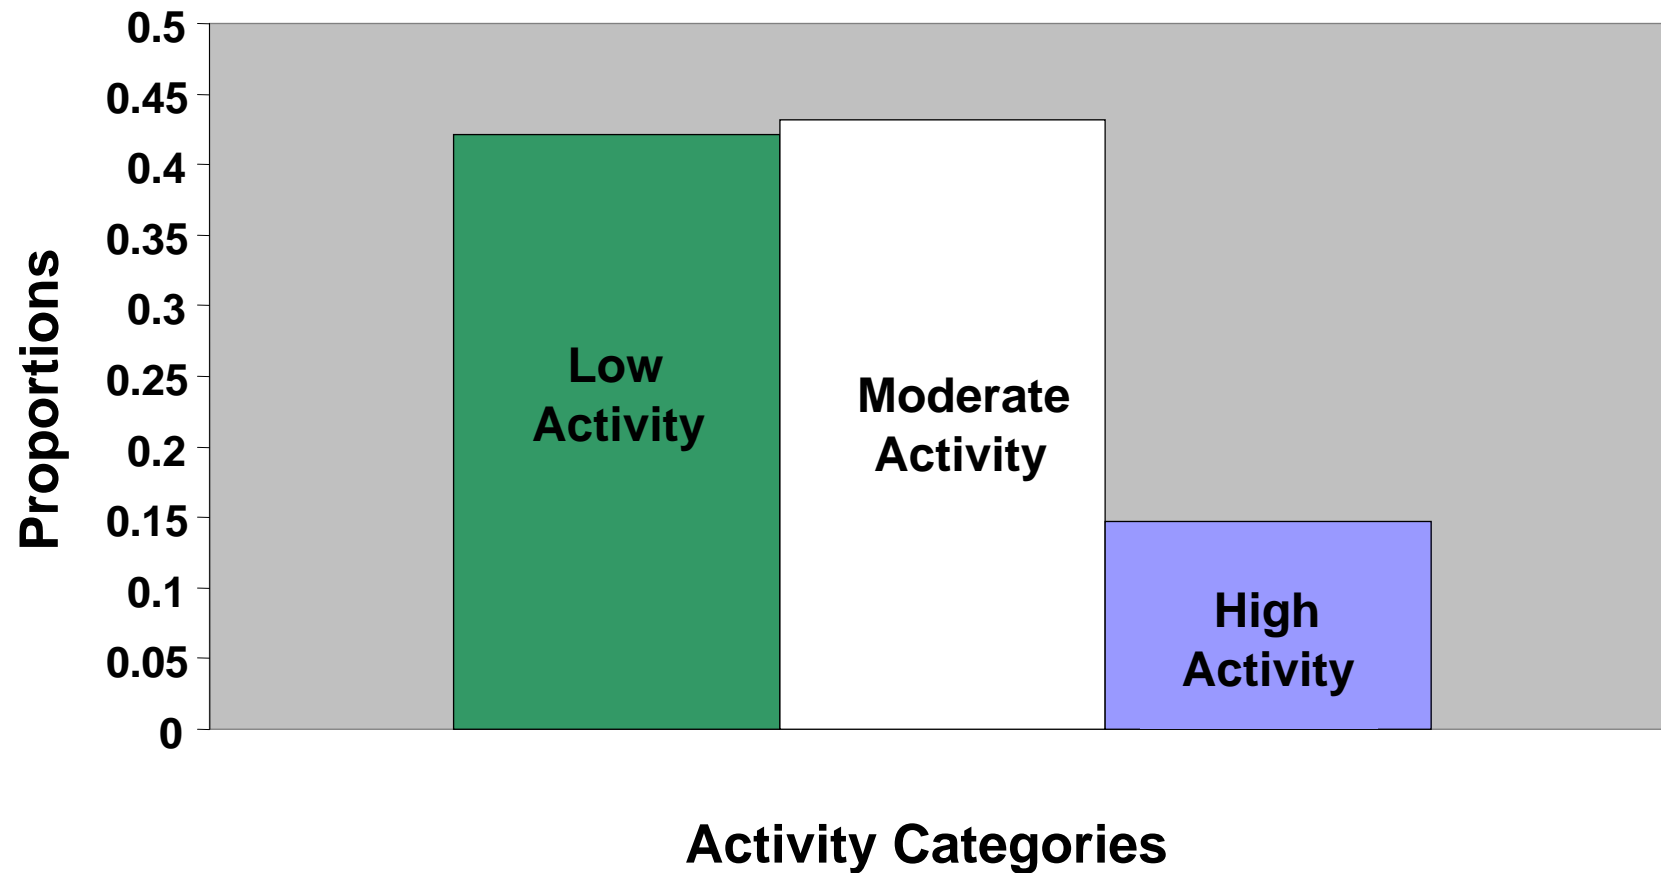 0.5
0.45
0.4
0.35
0.3
0.25
0.2
0.15
0.1
0.05
0
Proportions
Low
Activity
Moderate
Activity
High
Activity
Activity Categories